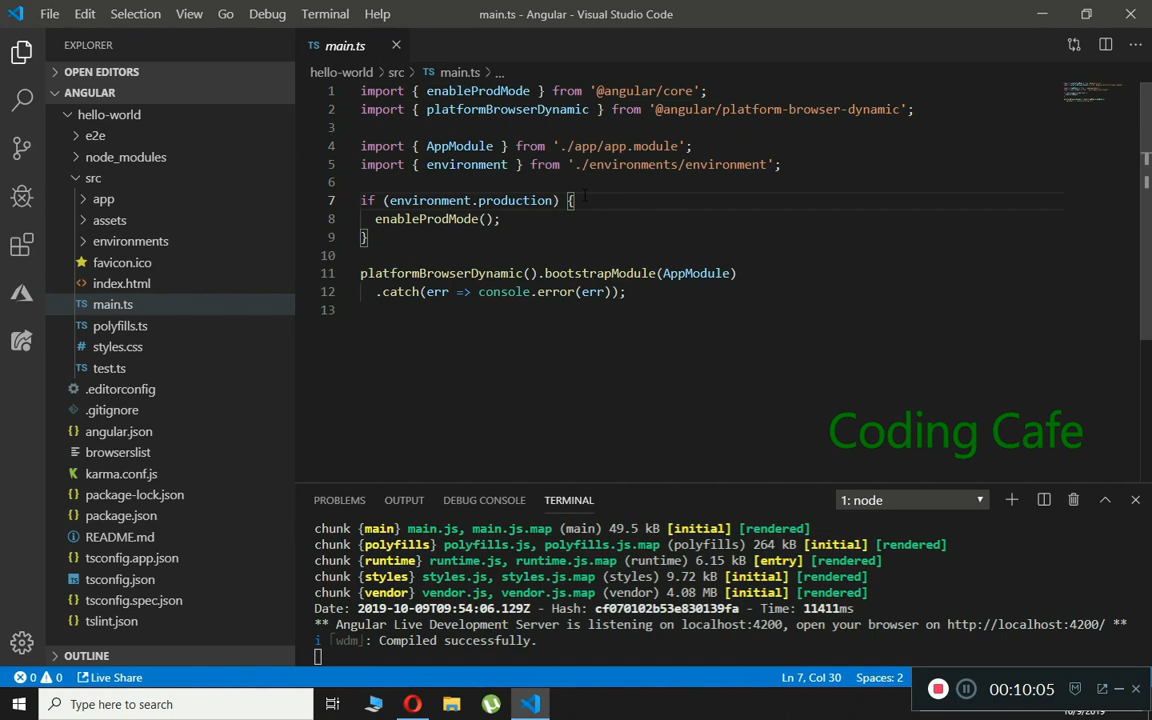 File Edit Selection View Go Debug Terminal Help
main.ts - Angular - Visual Studio Code
EXPLORER
OPEN EDITORS
ANGULAR
hello-world
e2e
node_modules
src
app
assets
environments
favicon.ico
index.html
TS main.ts
TS polyfills.ts
# styles.css
TS test.ts
.editorconfig
.gitignore
{} angular.json
browserslist
karma.conf.js
{} package-lock.json
{} package.json
README.md
{} tsconfig.app.json
tsconfig.json
{} tsconfig.spec.json
{} tslint.json
OUTLINE
TS main.ts
hello-world > src > TS main.ts > ...
1 import { enableProdMode } from '@angular/core';
2 import { platformBrowserDynamic } from '@angular/platform-browser-dynamic';
3
4 import { AppModule } from './app/app.module';
5 import { environment } from './environments/environment';
6
7 if (environment.production) {
8 enableProdMode();
9 }
10
11 platformBrowserDynamic().bootstrapModule(AppModule)
12 .catch(err => console.error(err));
13
Coding Cafe
PROBLEMS OUTPUT DEBUG CONSOLE TERMINAL
1: node
chunk {main} main.js, main.js.map (main) 49.5 kB [initial] [rendered]
chunk {polyfills} polyfills.js, polyfills.js.map (polyfills) 264 kB [initial] [rendered]
chunk {runtime} runtime.js, runtime.js.map (runtime) 6.15 kB [entry] [rendered]
chunk {styles} styles.js, styles.js.map (styles) 9.72 kB [initial] [rendered]
chunk {vendor} vendor.js, vendor.js.map (vendor) 4.08 MB [initial] [rendered]
Date: 2019-10-09T09:54:06.129Z - Hash: cf070102b53e830139fa - Time: 11411ms
** Angular Live Development Server is listening on localhost:4200, open your browser on http://localhost:4200/ **
i ｢wdm｣: Compiled successfully.
0 0 Live Share
Ln 7, Col 30 Spaces: 2
00:10:05
Type here to search